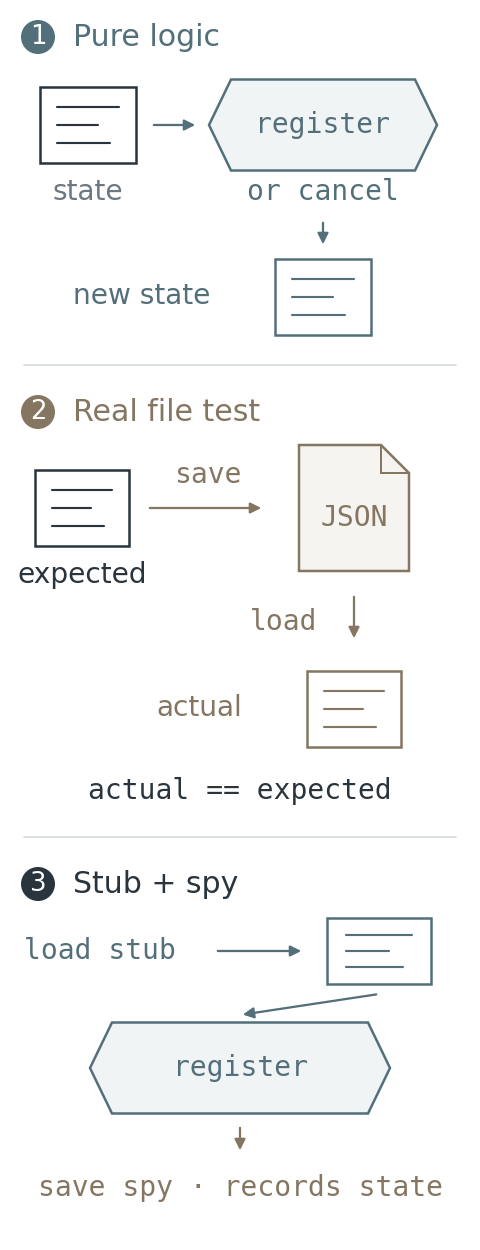 1 Pure logic
register
state
or cancel
new state
2 Real file test
save
JSON
expected
load
actual
actual == expected
3 Stub + spy
load stub
register
save spy · records state